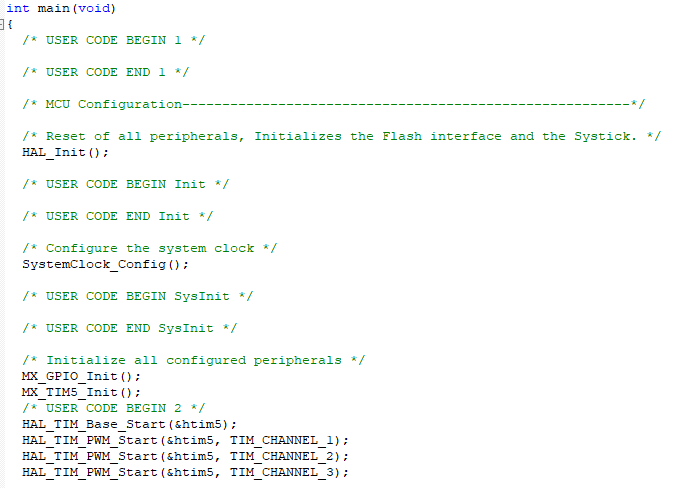 int main(void)
{
/* USER CODE BEGIN 1 */
/* USER CODE END 1 */
/* MCU Configuration--------------------------------------------------------*/
/* Reset of all peripherals, Initializes the Flash interface and the Systick. */
HAL_Init();
/* USER CODE BEGIN Init */
/* USER CODE END Init */
/* Configure the system clock */
SystemClock_Config();
/* USER CODE BEGIN SysInit */
/* USER CODE END SysInit */
/* Initialize all configured peripherals */
MX_GPIO_Init();
MX_TIM5_Init();
/* USER CODE BEGIN 2 */
HAL_TIM_Base_Start(&htim5);
HAL_TIM_PWM_Start(&htim5, TIM_CHANNEL_1);
HAL_TIM_PWM_Start(&htim5, TIM_CHANNEL_2);
HAL_TIM_PWM_Start(&htim5, TIM_CHANNEL_3);